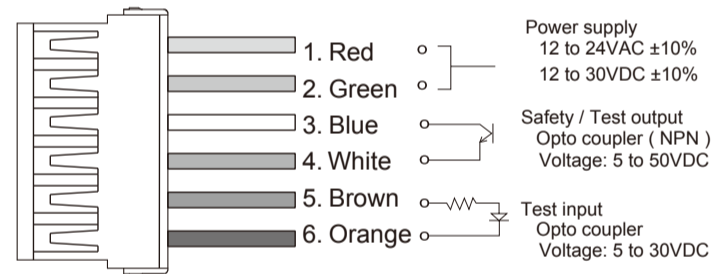 1. Red
2. Green
3. Blue
4. White
5. Brown
6. Orange
Power supply
12 to 24VAC ±10%
12 to 30VDC ±10%
Safety / Test output
Opto coupler ( NPN )
Voltage: 5 to 50VDC
Test input
Opto coupler
Voltage: 5 to 30VDC